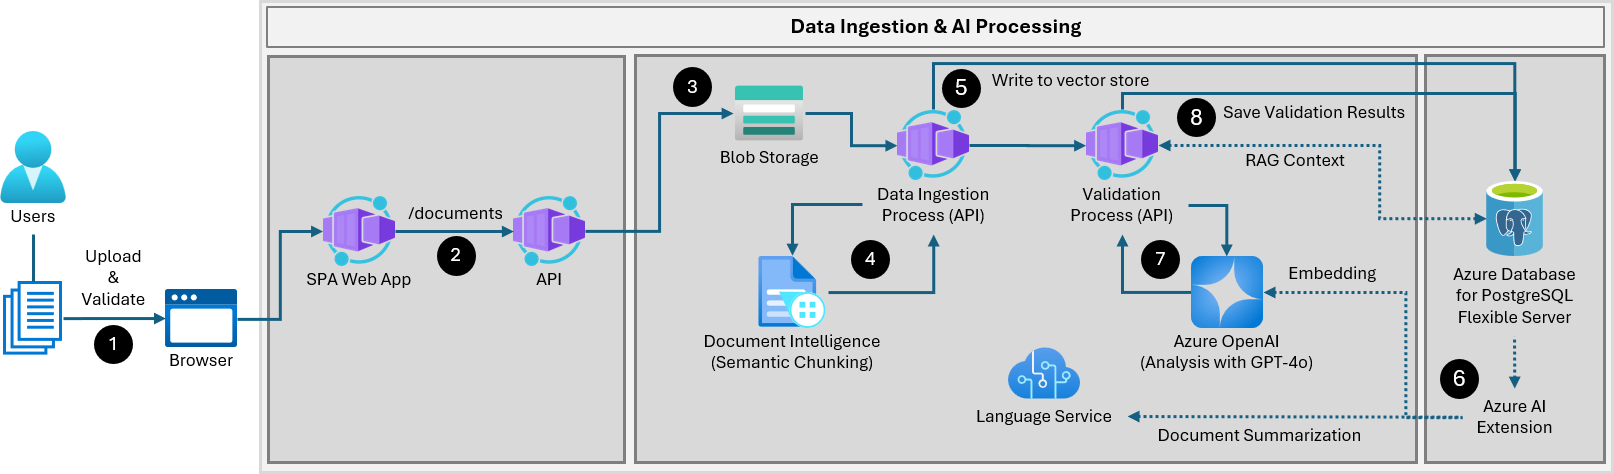 Data Ingestion & AI Processing
Users
Upload
&
Validate
1
Browser
SPA Web App
/documents
2
API
3
Blob Storage
5
Write to vector store
Data Ingestion
Process (API)
4
Document Intelligence
(Semantic Chunking)
8
Save Validation Results
RAG Context
Validation
Process (API)
7
Embedding
Azure OpenAI
(Analysis with GPT-4o)
Language Service
Document Summarization
Azure Database
for PostgreSQL
Flexible Server
6
Azure AI
Extension